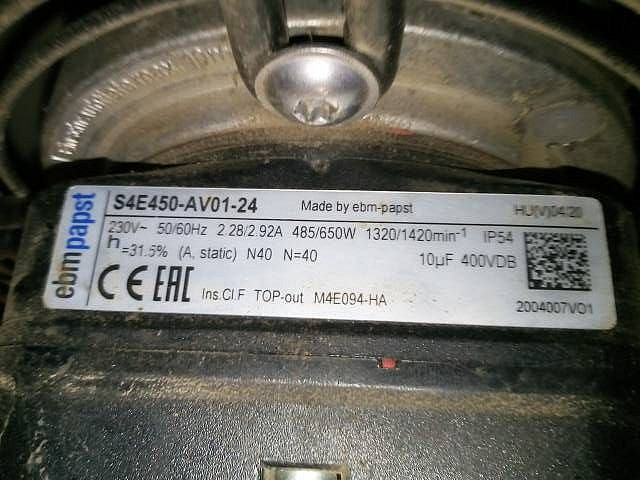 ebmpapst
S4E450-AV01-24 Made by ebm-papst HU(V)04/20
230V~ 50/60Hz 2.28/2.92A 485/650W 1320/1420min-¹ IP54
h=31.5% (A, static) N40 N=40 10µF 400VDB
CE EAC Ins.Cl.F TOP-out M4E094-HA 2004007VO1